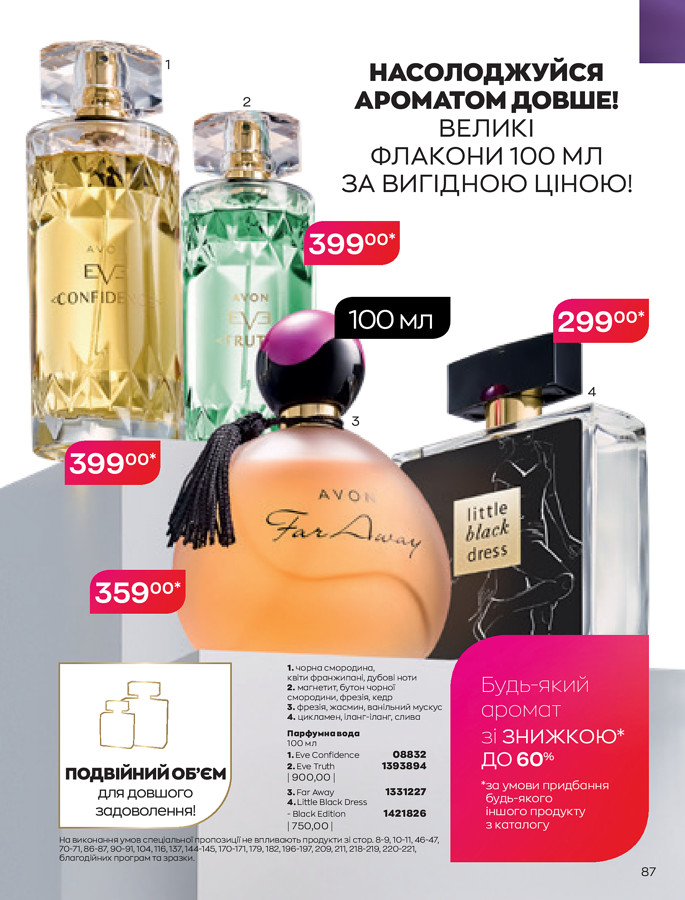 1
2
НАСОЛОДЖУЙСЯ
АРОМАТОМ ДОВШЕ!
ВЕЛИКІ
ФЛАКОНИ 100 МЛ
ЗА ВИГІДНОЮ ЦІНОЮ!
39900*
AVON
EVE
<CONFIDENCE>
AVON
EVE
<TRUTH
100 МЛ
29900*
4
3
39900*
AVON
Far Away
little
black
dress
35900*
1. чорна смородина,
квіти франжипані, дубові ноти
2. магнетит, бутон чорної
смородини, фрезія, кедр
3. фрезія, жасмин, ванільний мускус
4. цикламен, іланг-іланг, слива
Парфумна вода
100 мл
1. Eve Confidence 08832
2. Eve Truth 1393894
| 900,00 |
3. Far Away 1331227
4. Little Black Dress
- Black Edition 1421826
| 750,00 |
ПОДВІЙНИЙ ОБ'ЄМ
для довшого
задоволення!
Будь-який
аромат
зі ЗНИЖКОЮ*
ДО 60%
*за умови придбання
будь-якого
іншого продукту
з каталогу
На виконання умов спеціальної пропозиції не впливають продукти зі стор. 8-9, 10-11, 46-47,
70-71, 86-87, 90-91, 104, 116, 137, 144-145, 170-171, 179, 182, 196-197, 209, 211, 218-219, 220-221,
благодійних програм та зразки.
87